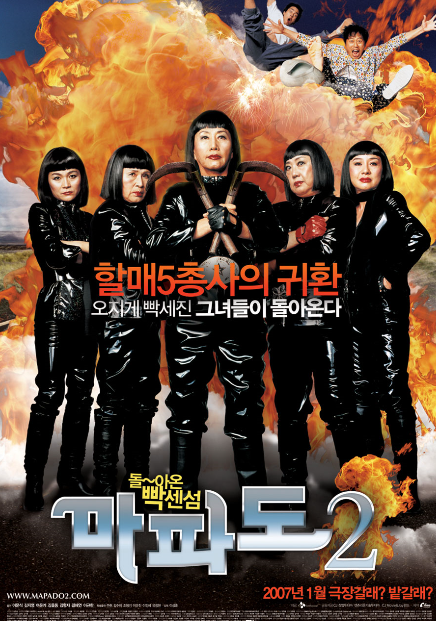 할매5총사의 귀환
오지게 빡세진 그녀들이 돌아온다
돌~아온
빡센섬
마파도2
WWW.MAPADO2.COM
2007년 1월 극장갈래? 밭갈래?